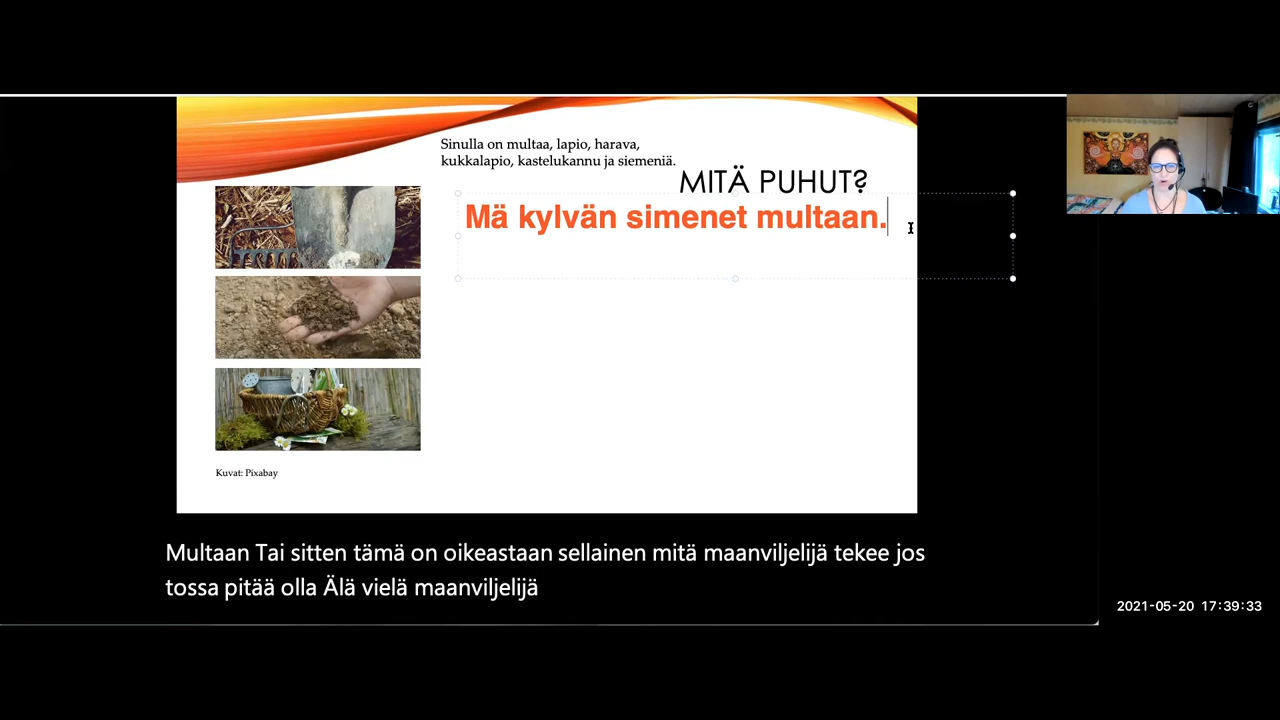 Sinulla on multaa, lapio, harava,
kukkalapio, kastelukannu ja siemeniä.
MITÄ PUHUT?
Mä kylvän simenet multaan.
Kuvat: Pixabay
Multaan Tai sitten tämä on oikeastaan sellainen mitä maanviljelijä tekee jos
tossa pitää olla Älä vielä maanviljelijä
2021-05-20 17:39:33